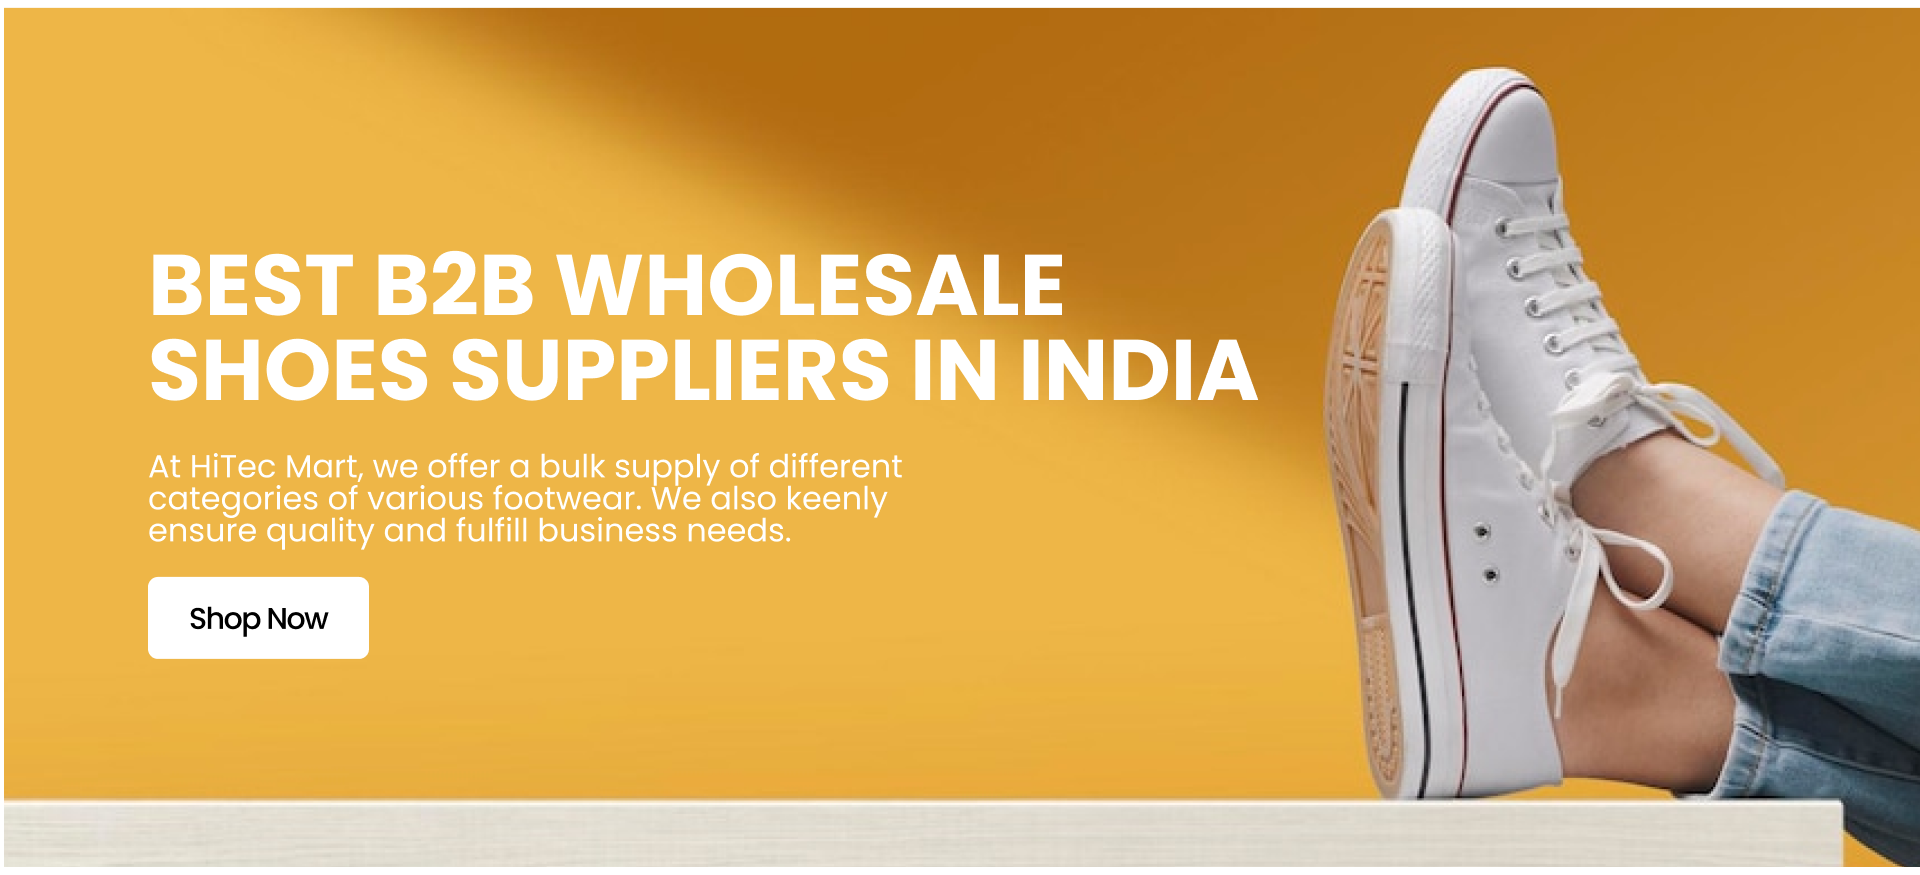 BEST B2B WHOLESALE
SHOES SUPPLIERS IN INDIA
At HiTec Mart, we offer a bulk supply of different
categories of various footwear. We also keenly
ensure quality and fulfill business needs.
Shop Now